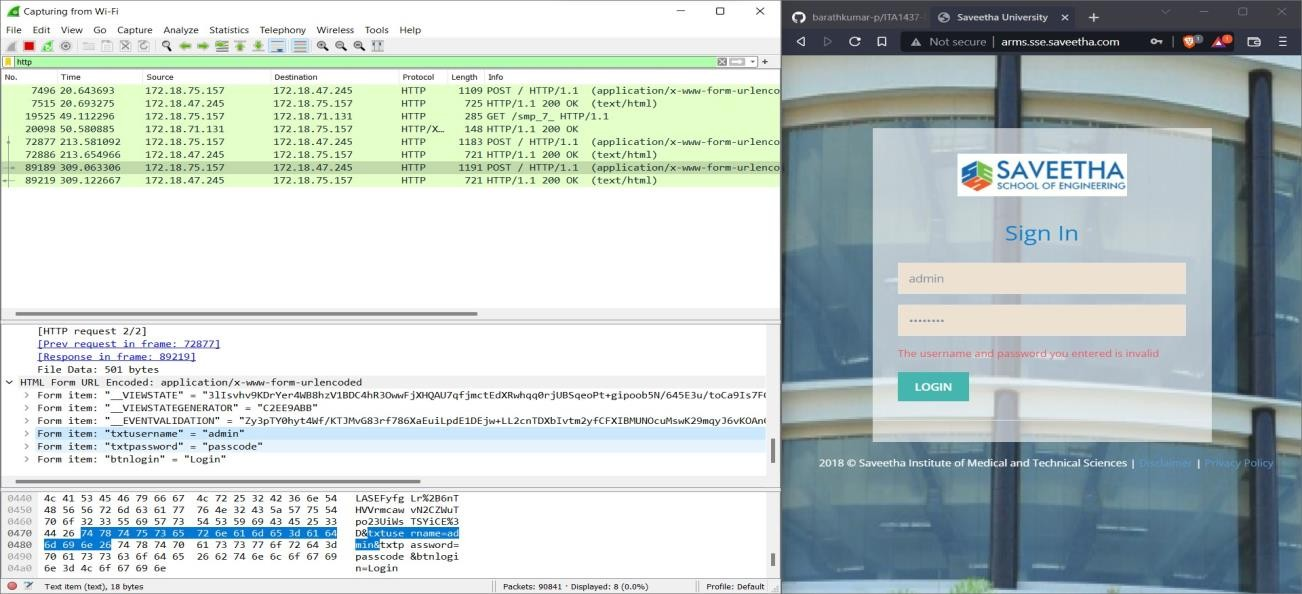 Capturing from Wi-Fi
File Edit View Go Capture Analyze Statistics Telephony Wireless Tools Help
http
No. Time Source Destination Protocol Length Info
7496 20.643693 172.18.75.157 172.18.47.245 HTTP 1109 POST / HTTP/1.1 (application/x-www-form-urlenco
7515 20.693275 172.18.47.245 172.18.75.157 HTTP 725 HTTP/1.1 200 OK (text/html)
19525 49.112296 172.18.75.157 172.18.71.131 HTTP 285 GET /smp_7_ HTTP/1.1
20098 50.580885 172.18.71.131 172.18.75.157 HTTP/X… 148 HTTP/1.1 200 OK
72877 213.581092 172.18.75.157 172.18.47.245 HTTP 1183 POST / HTTP/1.1 (application/x-www-form-urlenco
72886 213.654966 172.18.47.245 172.18.75.157 HTTP 721 HTTP/1.1 200 OK (text/html)
89189 309.063306 172.18.75.157 172.18.47.245 HTTP 1191 POST / HTTP/1.1 (application/x-www-form-urlenco
89219 309.122667 172.18.47.245 172.18.75.157 HTTP 721 HTTP/1.1 200 OK (text/html)
[HTTP request 2/2]
[Prev request in frame: 72877]
[Response in frame: 89219]
File Data: 501 bytes
HTML Form URL Encoded: application/x-www-form-urlencoded
Form item: "__VIEWSTATE" =
Form item: "__VIEWSTATEGENERATOR" = "C2EE9ABB"
Form item: "__EVENTVALIDATION" =
Form item: "txtusername" = "admin"
Form item: "txtpassword" = "passcode"
Form item: "btnlogin" = "Login"
0440 4c 41 53 45 46 79 66 67 4c 72 25 32 42 36 6e 54 LASEFyfg Lr%2B6nT
0450 48 56 56 72 6d 63 61 77 76 4e 32 43 5a 57 75 54 HVVrmcaw vN2CZWuT
0460 70 6f 32 33 55 69 57 73 54 53 59 69 43 45 25 33 po23UiWs TSYiCE%3
0470 44 26 74 78 74 75 73 65 72 6e 61 6d 65 3d 61 64 D&txtuse rname=ad
0480 6d 69 6e 26 74 78 74 70 61 73 73 77 6f 72 64 3d min&txtp assword=
0490 70 61 73 73 63 6f 64 65 26 62 74 6e 6c 6f 67 69 passcode &btnlogi
04a0 6e 3d 4c 6f 67 69 6e n=Login
Text item (text), 18 bytes Packets: 90841 · Displayed: 8 (0.0%) Profile: Default
barathkumar-p/ITA1437- Saveetha University
Not secure | arms.sse.saveetha.com
SAVEETHA
SCHOOL OF ENGINEERING
Sign In
admin
••••••••
The username and password you entered is invalid
LOGIN
2018 © Saveetha Institute of Medical and Technical Sciences | Disclaimer | Privacy Policy